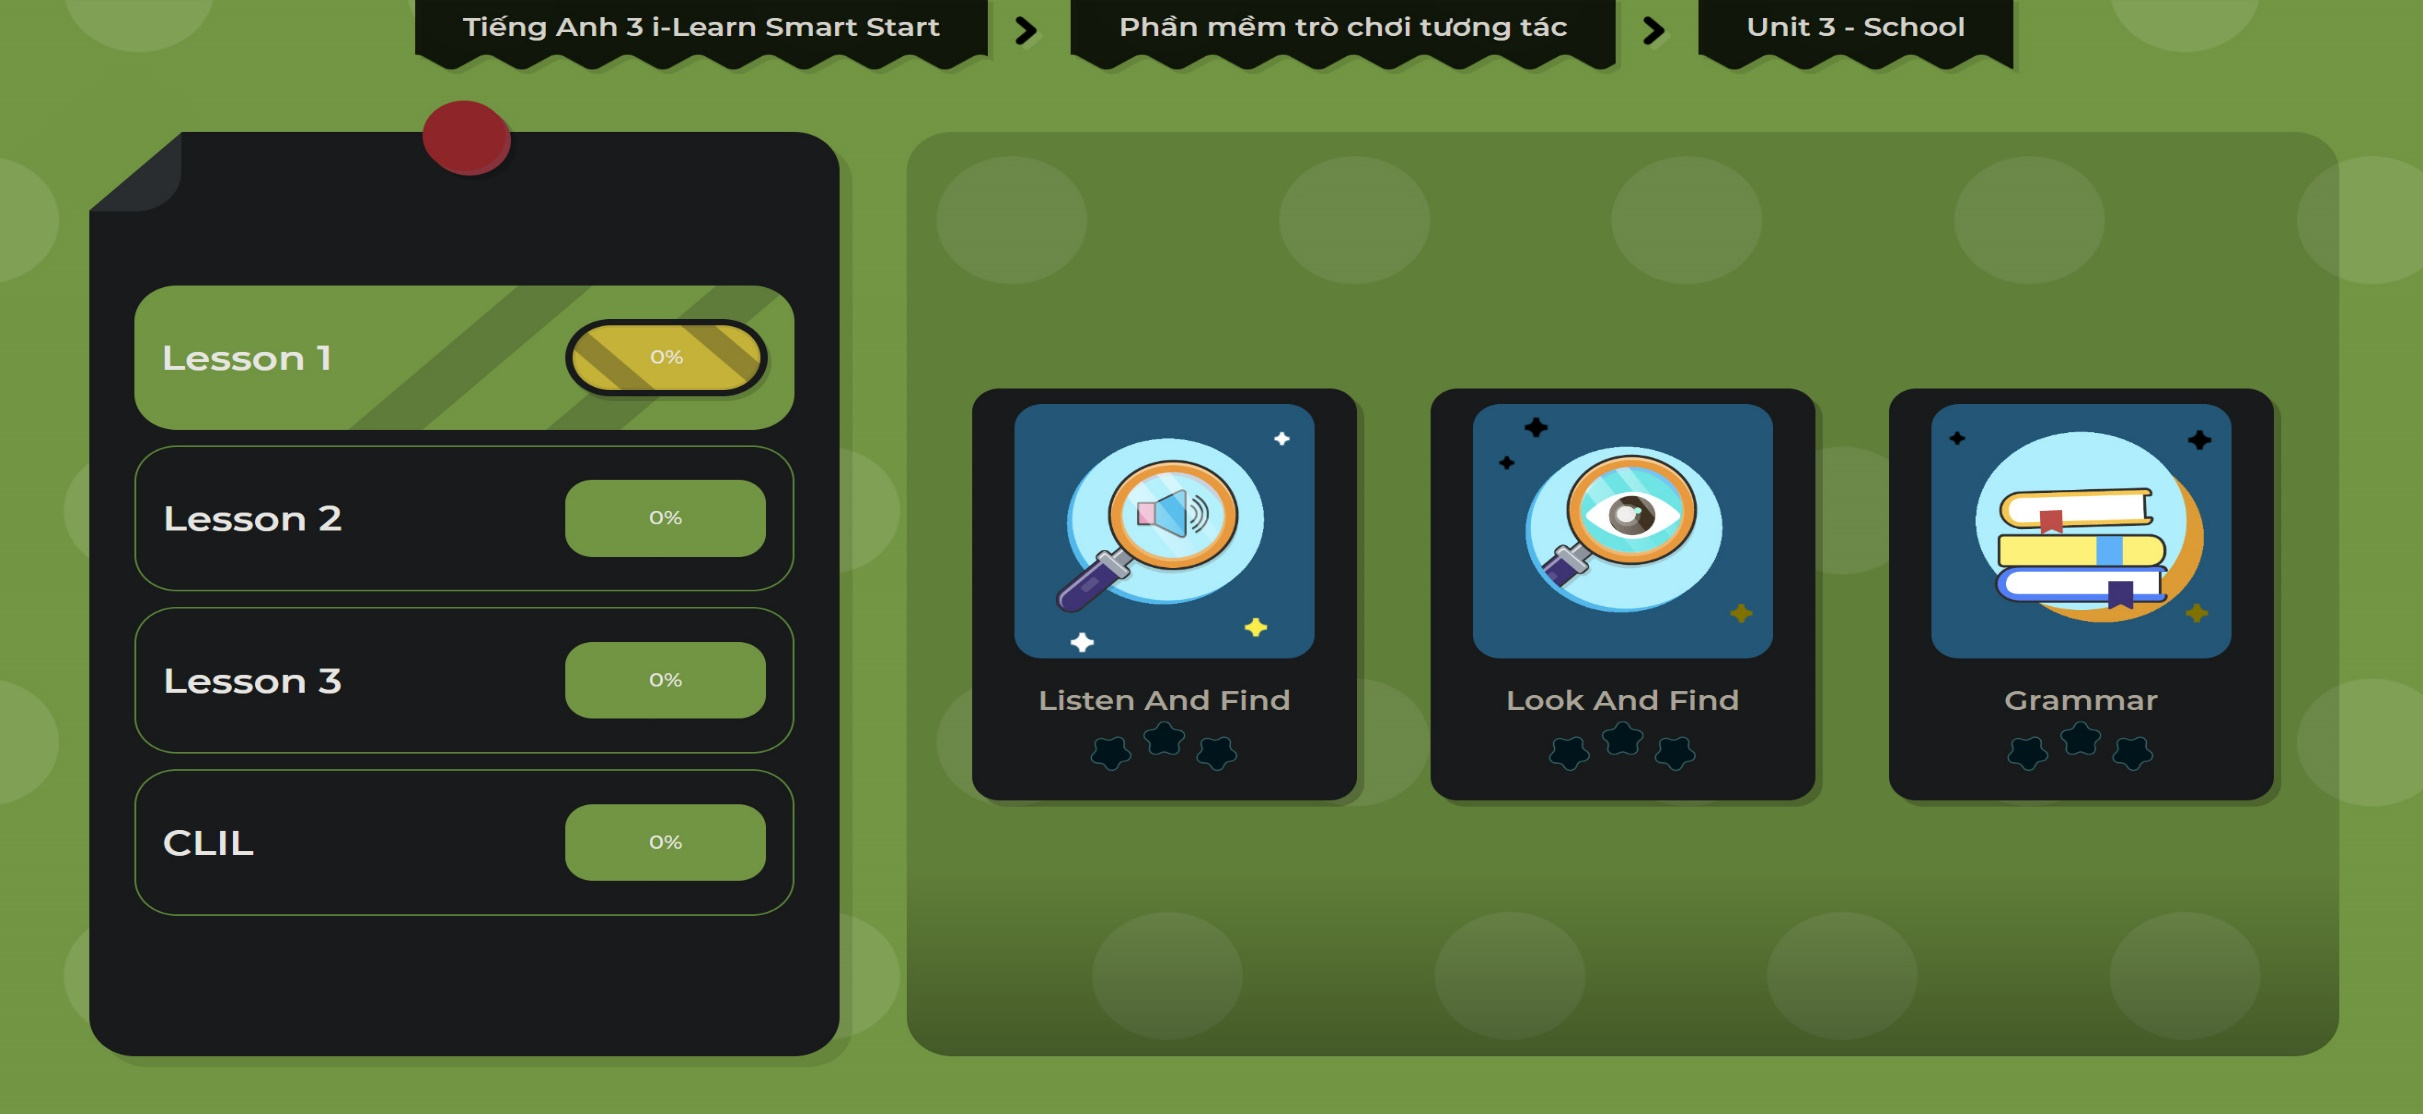 Tiếng Anh 3 i-Learn Smart Start
Phần mềm trò chơi tương tác
Unit 3 - School
Lesson 1
0%
Lesson 2
0%
Lesson 3
0%
CLIL
0%
Listen And Find
Look And Find
Grammar